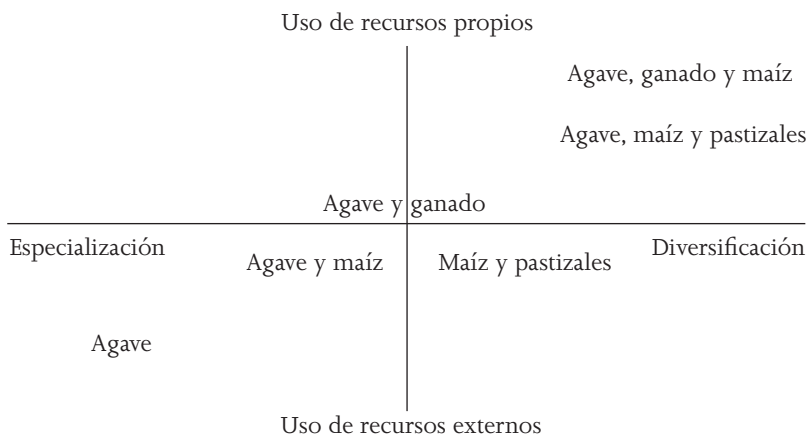 Uso de recursos propios
Agave, ganado y maíz
Agave, maíz y pastizales
Agave y ganado
Especialización
Diversificación
Agave y maíz
Maíz y pastizales
Agave
Uso de recursos externos